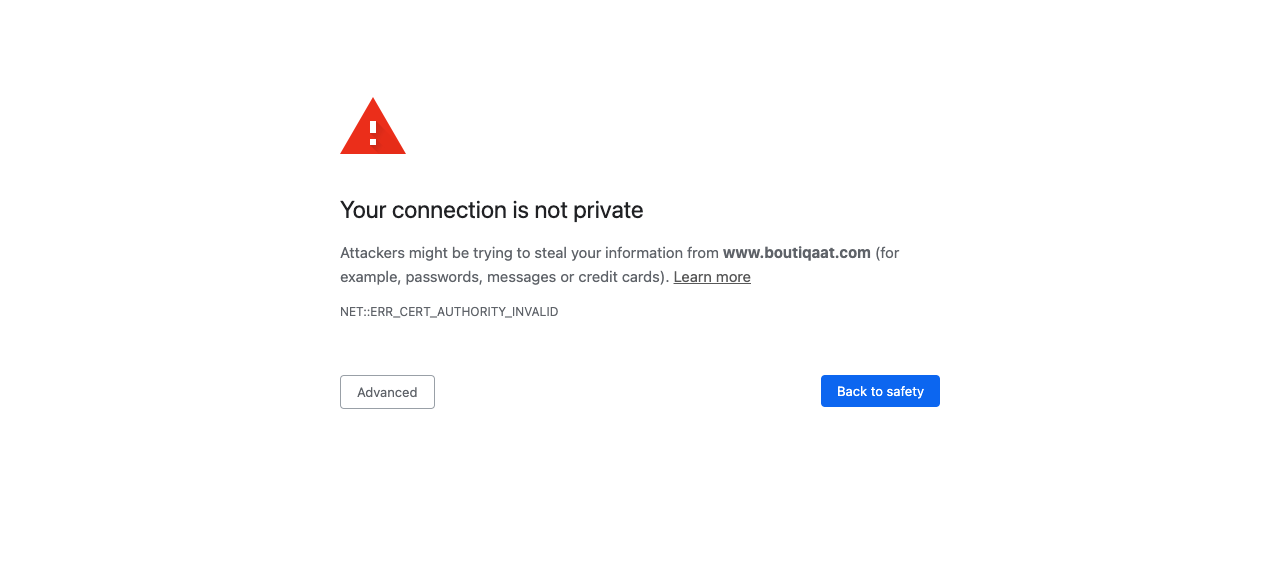 Your connection is not private
Attackers might be trying to steal your information from www.boutiqaat.com (for
example, passwords, messages or credit cards). Learn more
NET::ERR_CERT_AUTHORITY_INVALID
Advanced
Back to safety